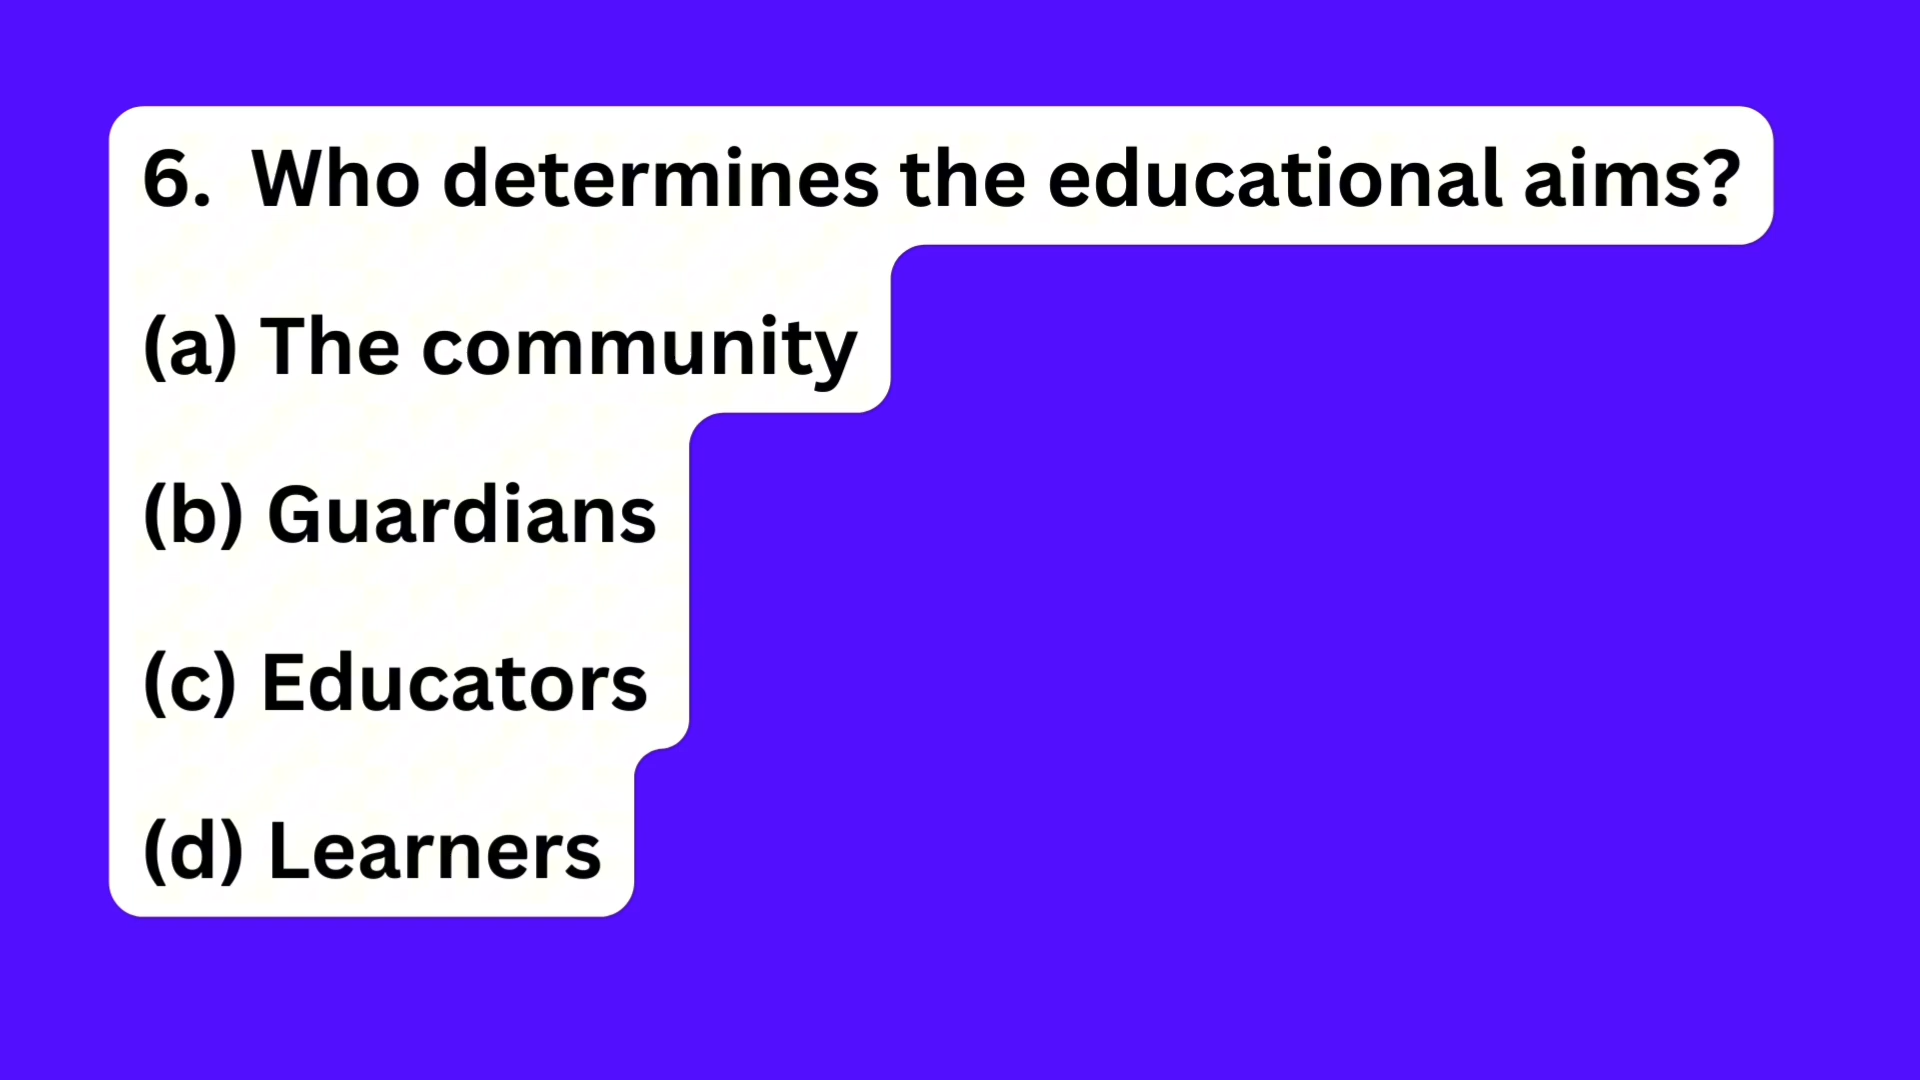 6. Who determines the educational aims?
(a) The community
(b) Guardians
(c) Educators
(d) Learners